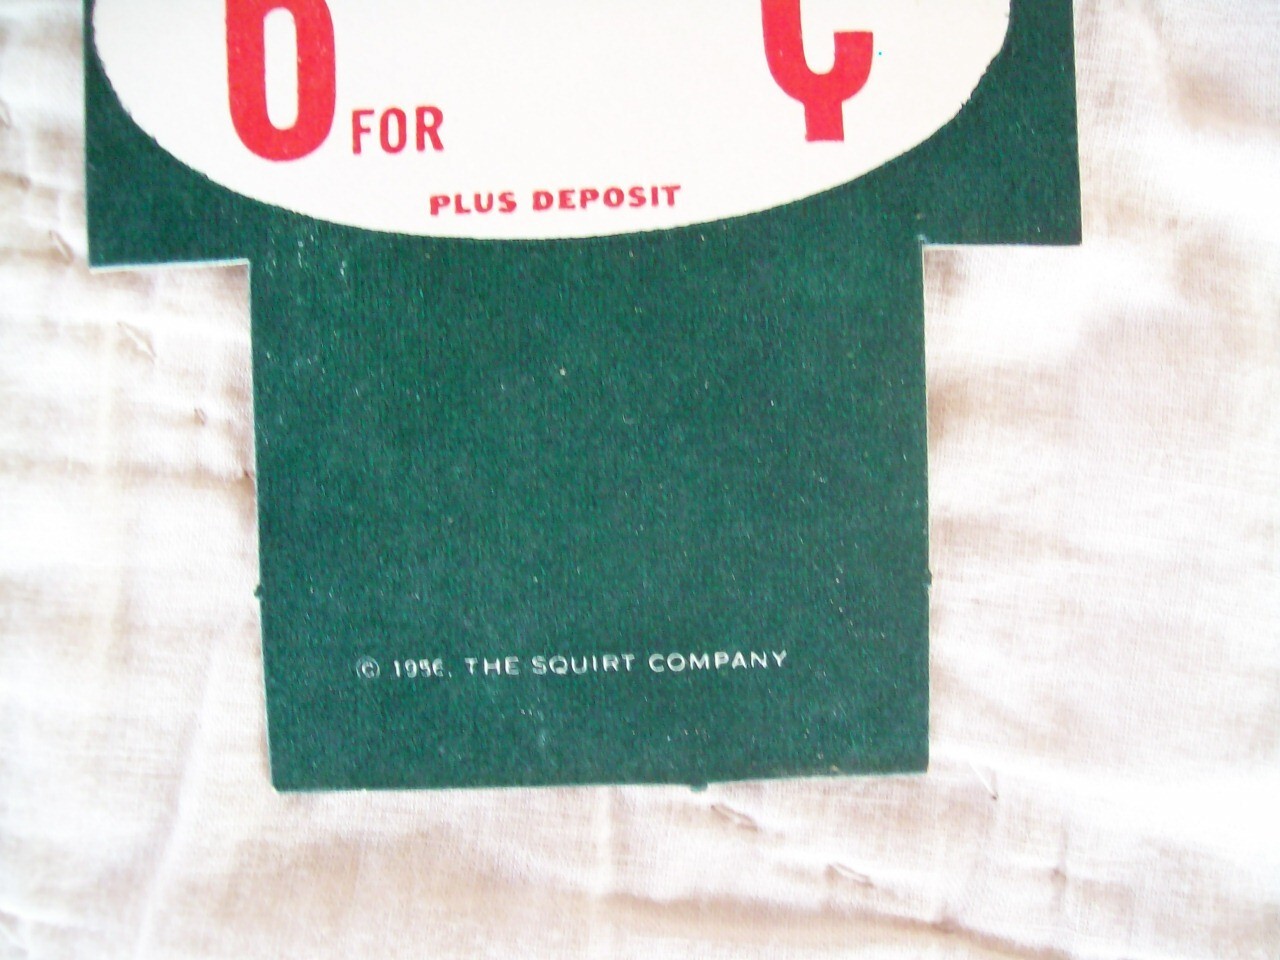 6 FOR ¢
PLUS DEPOSIT
© 1956, THE SQUIRT COMPANY